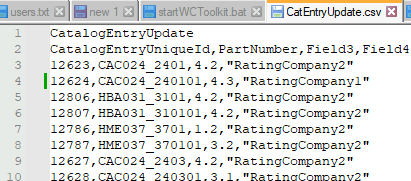 users.txt new 1 startWCToolkit.bat CatEntryUpdate.csv
1 CatalogEntryUpdate
2 CatalogEntryUniqueId,PartNumber,Field3,Field4
3 12623,CAC024_2401,4.2,"RatingCompany2"
4 12624,CAC024_240101,4.3,"RatingCompany1"
5 12806,HBA031_3101,4.2,"RatingCompany2"
6 12807,HBA031_310101,4.2,"RatingCompany2"
7 12786,HME037_3701,1.2,"RatingCompany2"
8 12787,HME037_370101,3.2,"RatingCompany2"
9 12627,CAC024_2403,4.2,"RatingCompany2"
10 12628,CAC024_240301,3.1,"RatingCompany2"